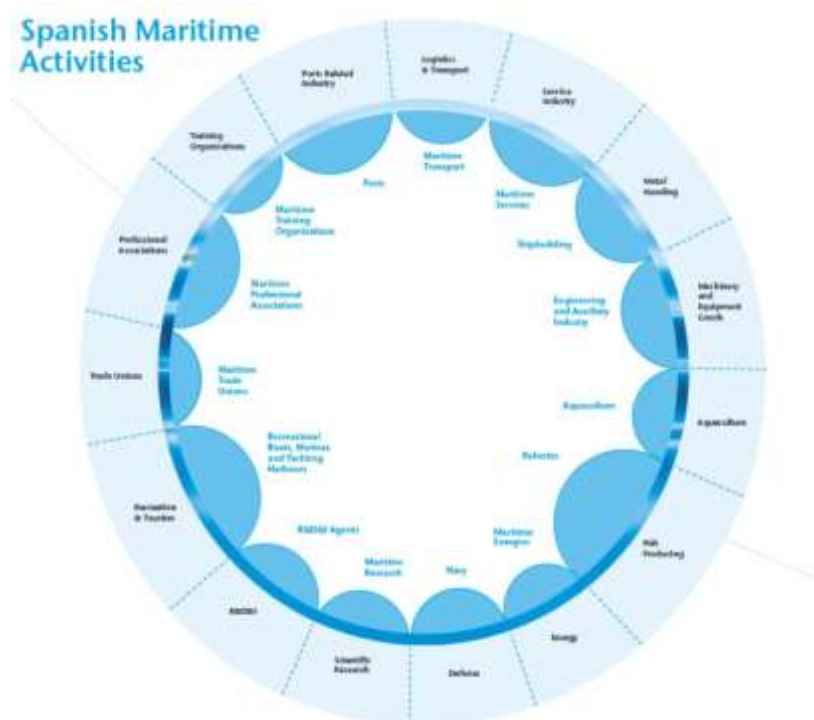 Spanish Maritime
Activities
Ports Related
Industry
Logistics
& Transport
Service
Industry
Metal
Handling
Machinery
and
Equipment
Goods
Aquaculture
Fish
Producing
Energy
Defense
Scientific
Research
Recreation
& Tourism
Trade Unions
Professional
Associations
Training
Organizations
Ports
Maritime
Transport
Maritime
Services
Shipbuilding
Engineering
and Auxiliary
Industry
Aquaculture
Fisheries
Maritime
Energies
Navy
Maritime
Research
Agents
Recreational
Boats, Marinas
and Yachting
Harbours
Maritime
Trade
Unions
Maritime
Professional
Associations
Maritime
Training
Organizations